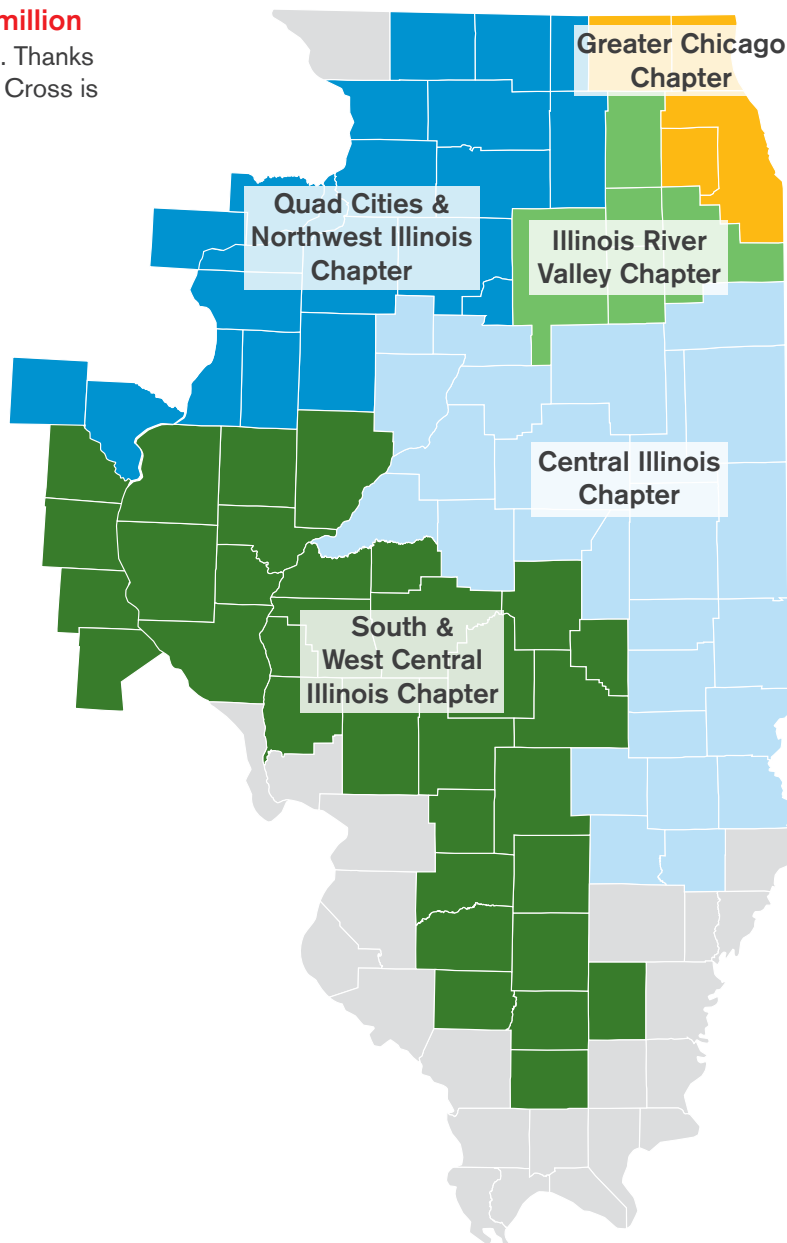 million
. Thanks
Cross is
Greater Chicago
Chapter
Quad Cities &
Northwest Illinois
Chapter
Illinois River
Valley Chapter
Central Illinois
Chapter
South &
West Central
Illinois Chapter